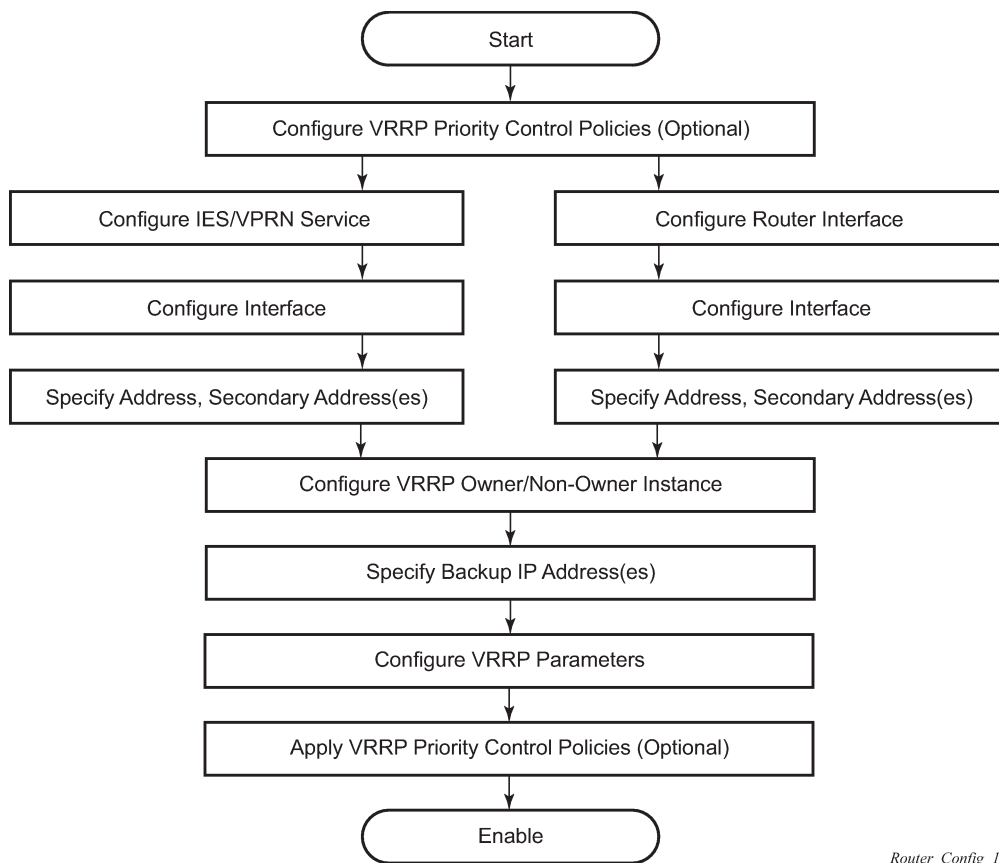 Start
Configure VRRP Priority Control Policies (Optional)
Configure IES/VPRN Service
Configure Router Interface
Configure Interface
Configure Interface
Specify Address, Secondary Address(es)
Specify Address, Secondary Address(es)
Configure VRRP Owner/Non-Owner Instance
Specify Backup IP Address(es)
Configure VRRP Parameters
Apply VRRP Priority Control Policies (Optional)
Enable
Router_Config_1